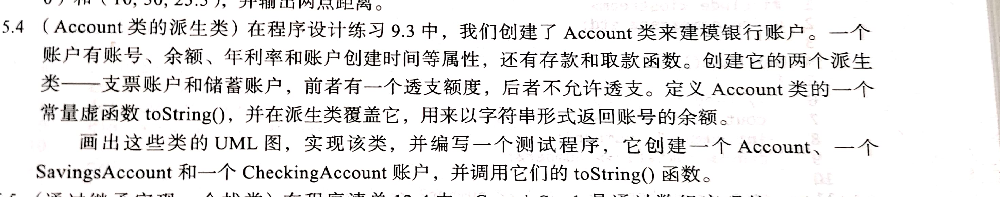 0）和（10, 30, 25.5），并输出两点距离。
5.4 （Account 类的派生类）在程序设计练习 9.3 中，我们创建了 Account 类来建模银行账户。一个
账户有账号、余额、年利率和账户创建时间等属性，还有存款和取款函数。创建它的两个派生
类——支票账户和储蓄账户，前者有一个透支额度，后者不允许透支。定义 Account 类的一个
常量虚函数 toString()，并在派生类覆盖它，用来以字符串形式返回账号的余额。
画出这些类的 UML 图，实现该类，并编写一个测试程序，它创建一个 Account、一个
SavingsAccount 和一个 CheckingAccount 账户，并调用它们的 toString() 函数。